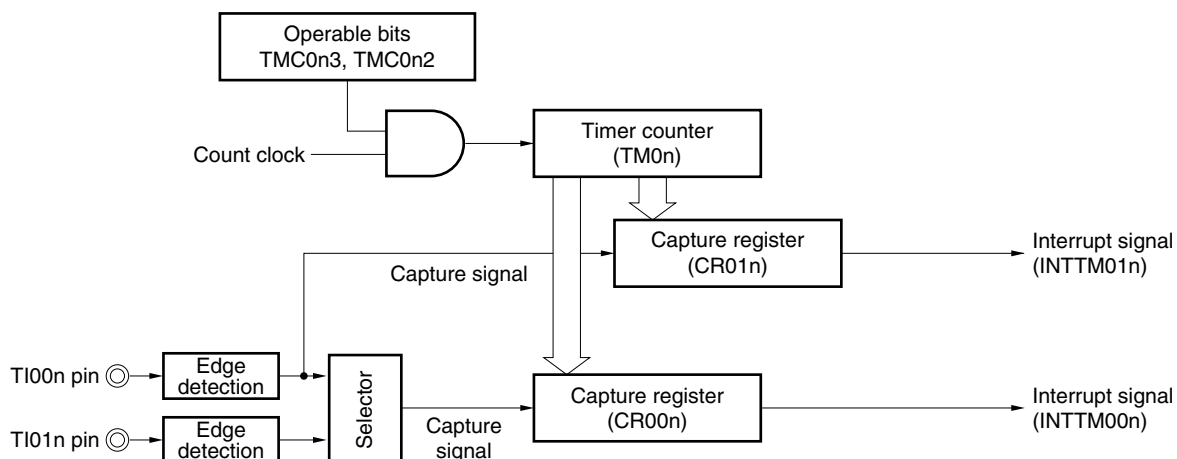 Operable bits
TMC0n3, TMC0n2
Count clock
Timer counter
(TM0n)
Capture register
(CR01n)
Interrupt signal
(INTTM01n)
Capture signal
TI00n pin
Edge
detection
Selector
Capture register
(CR00n)
Interrupt signal
(INTTM00n)
TI01n pin
Edge
detection
Capture
signal